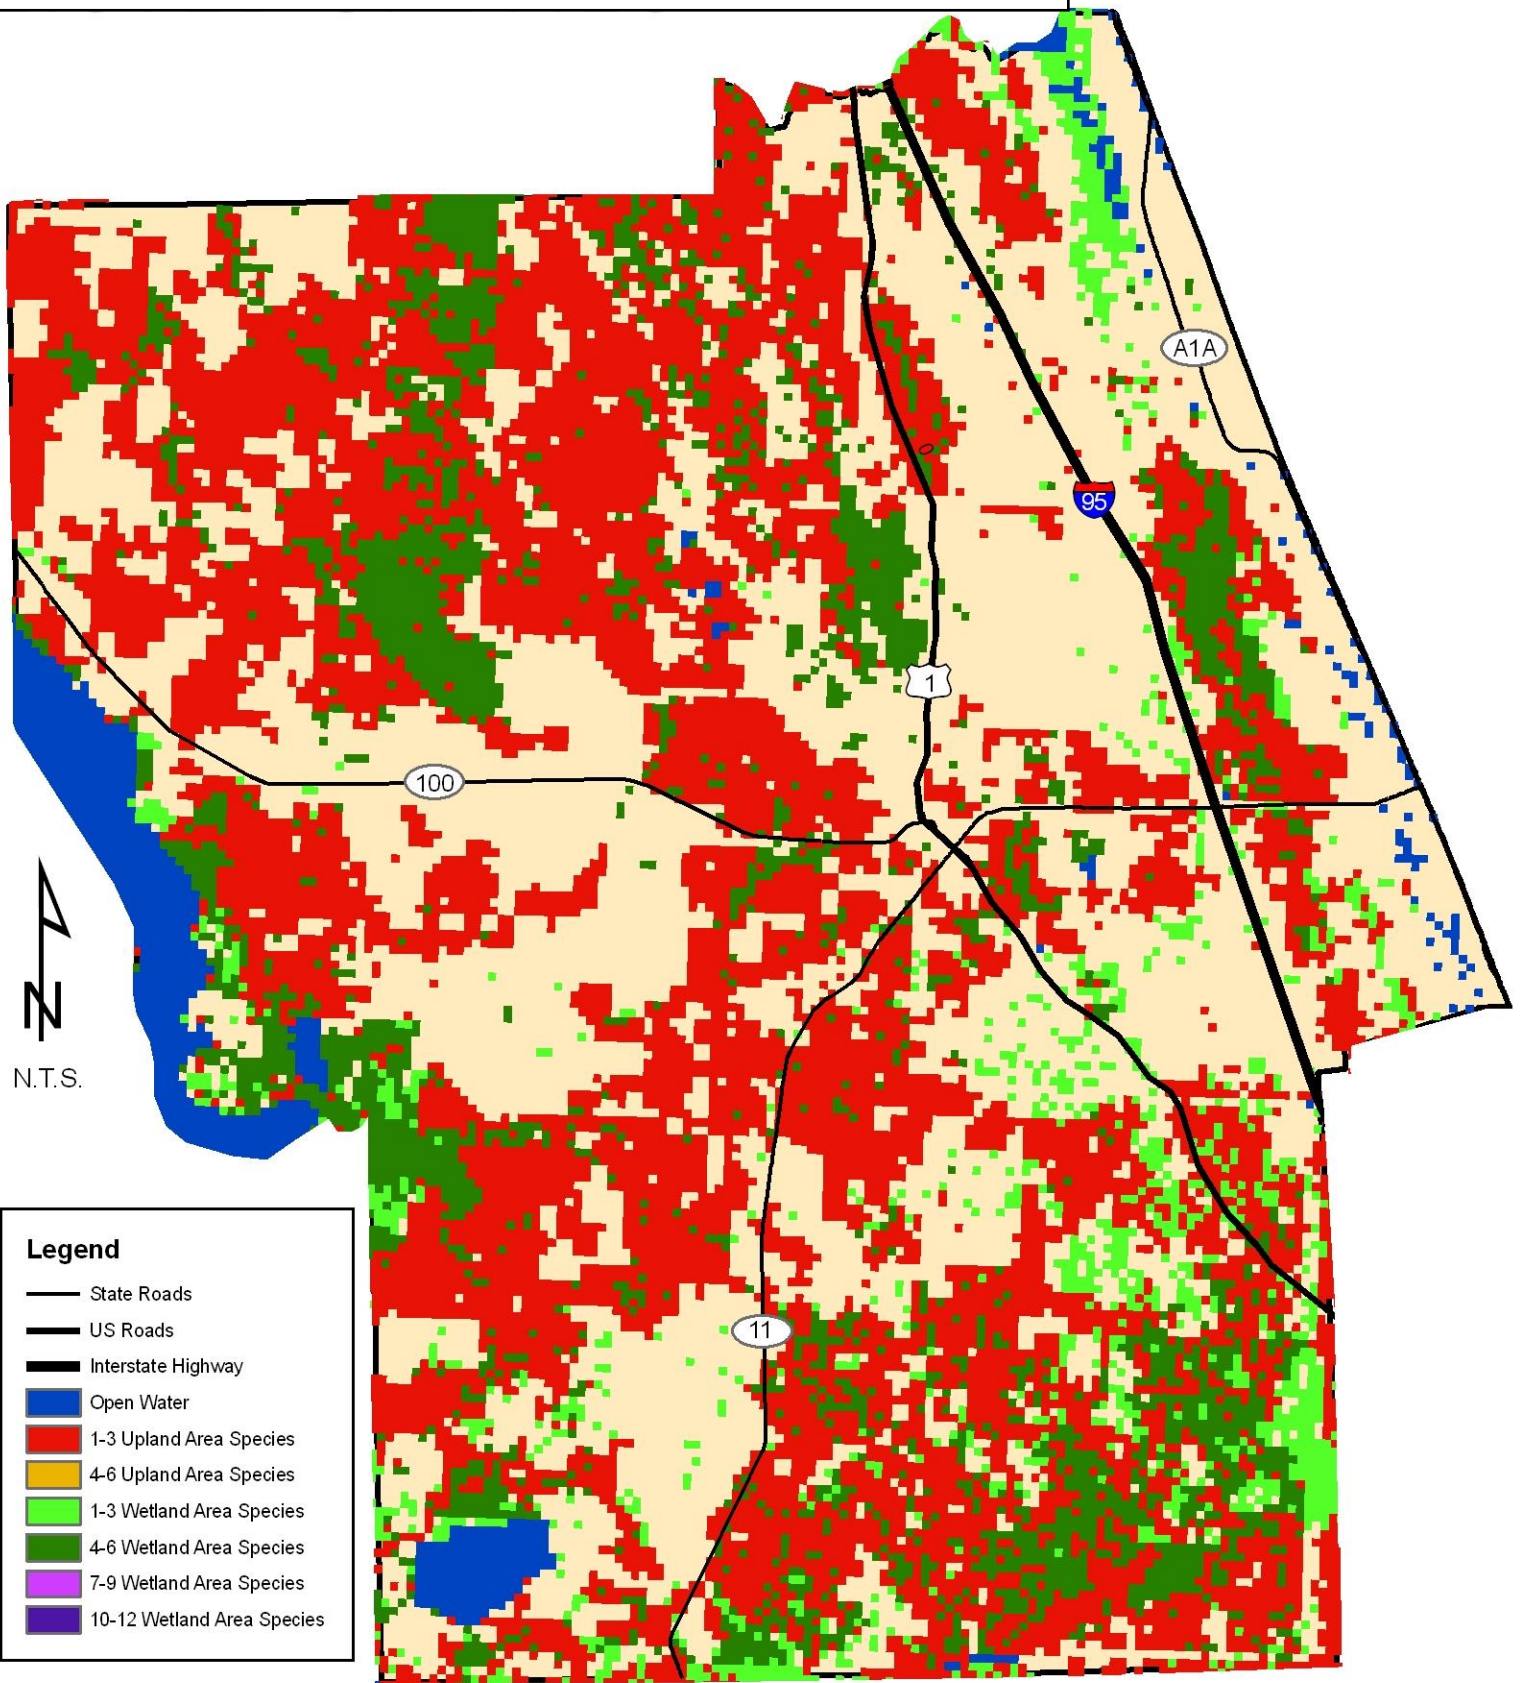 A1A
95
1
100
N
N.T.S.
11
Legend
State Roads
US Roads
Interstate Highway
Open Water
1-3 Upland Area Species
4-6 Upland Area Species
1-3 Wetland Area Species
4-6 Wetland Area Species
7-9 Wetland Area Species
10-12 Wetland Area Species